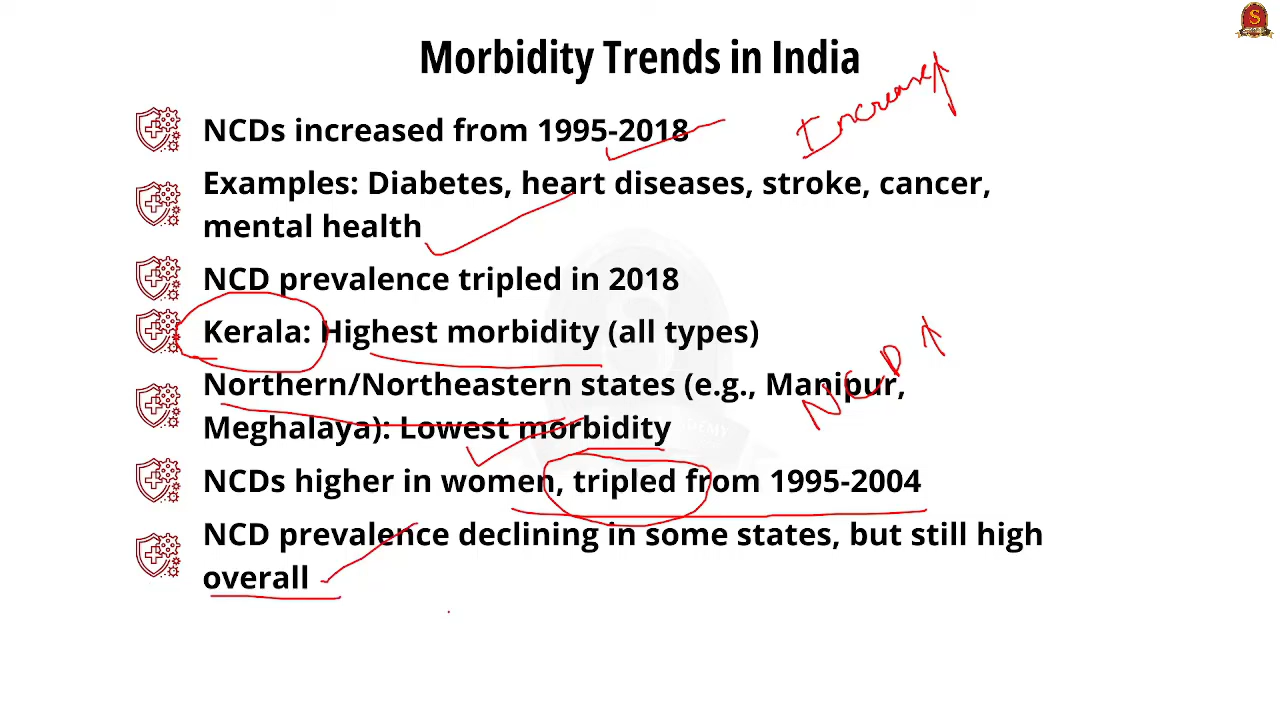 Morbidity Trends in India
Increase↑
NCDs increased from 1995-2018
Examples: Diabetes, heart diseases, stroke, cancer,
mental health
NCD prevalence tripled in 2018
Kerala: Highest morbidity (all types)
NCD ↑
Northern/Northeastern states (e.g., Manipur,
Meghalaya): Lowest morbidity
NCDs higher in women, tripled from 1995-2004
NCD prevalence declining in some states, but still high
overall